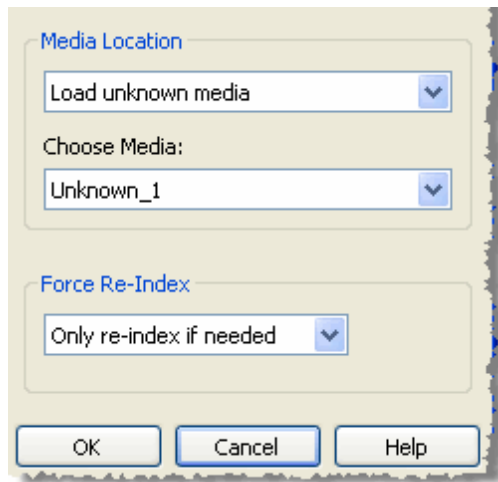 Media Location
Load unknown media
Choose Media:
Unknown_1
Force Re-Index
Only re-index if needed
OK
Cancel
Help